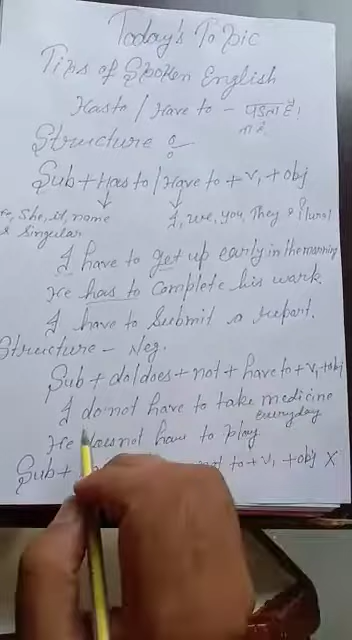 Today's Topic
Tips of Spoken English
Has to / Have to - पड़ता है।
Structure :-
Sub + Has to / Have to + V₁ + obj
He, She, it, name I, we, you, They & Plural
& Singular
I have to get up early in the morning
He has to Complete his work.
I have to Submit a report.
Structure - Neg.
Sub + do/does + not + have to + V₁ + obj
I do not have to take medicine
everyday
He does not have to play
Sub + to + V₁ + obj X